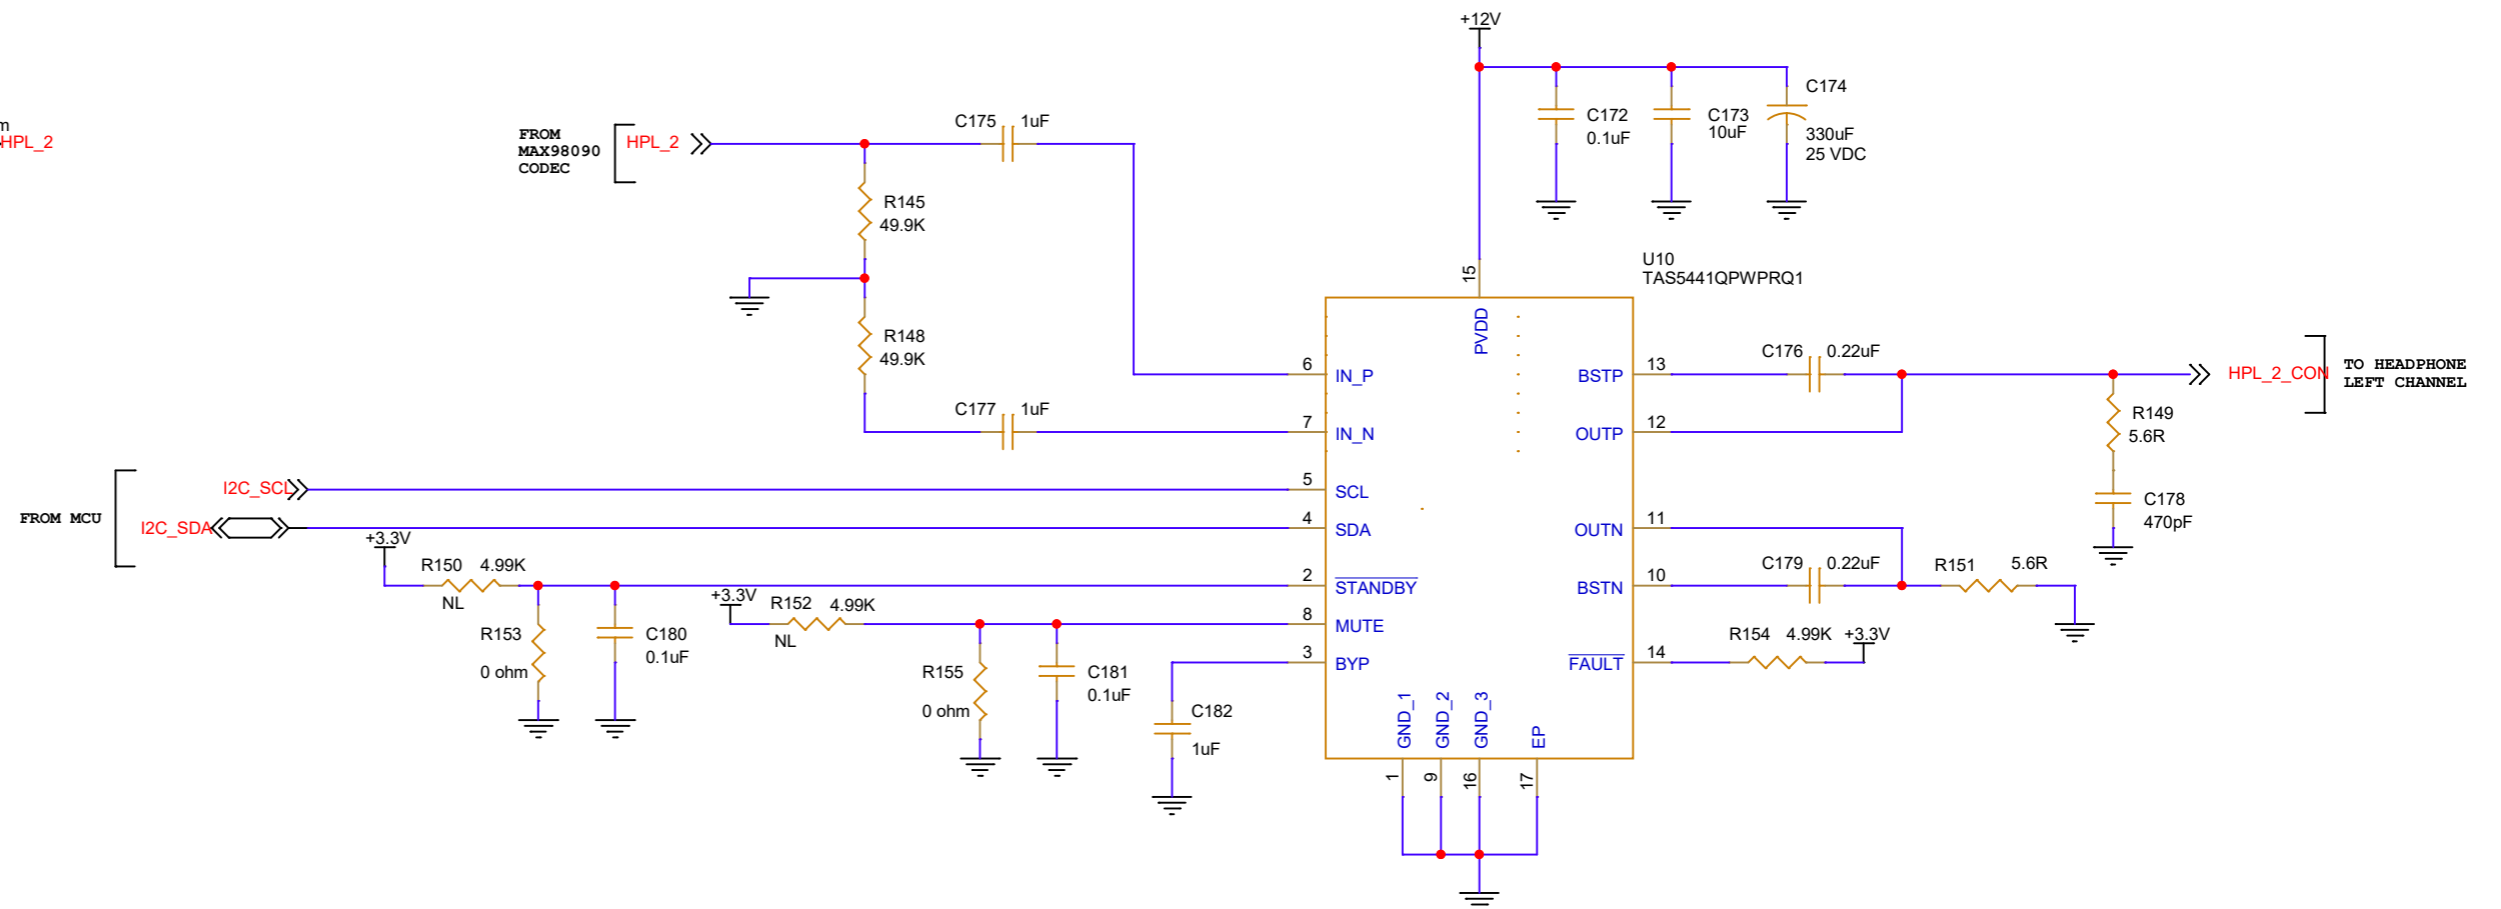 +12V
C174
330uF
25 VDC
C172
0.1uF
C173
10uF
m
HPL_2
FROM
MAX98090
CODEC
HPL_2
C175 1uF
R145
49.9K
R148
49.9K
C177 1uF
U10
TAS5441QPWPRQ1
15
PVDD
6 IN_P
7 IN_N
5 SCL
4 SDA
2 STANDBY
8 MUTE
3 BYP
BSTP 13
OUTP 12
OUTN 11
BSTN 10
FAULT 14
GND_1
GND_2
GND_3
EP
1
9
16
17
C176 0.22uF
HPL_2_CON
TO HEADPHONE
LEFT CHANNEL
R149
5.6R
C178
470pF
C179 0.22uF
R151 5.6R
R154 4.99K +3.3V
FROM MCU
I2C_SCL
I2C_SDA
+3.3V
R150 4.99K
NL
R153
0 ohm
C180
0.1uF
+3.3V
R152 4.99K
NL
R155
0 ohm
C181
0.1uF
C182
1uF